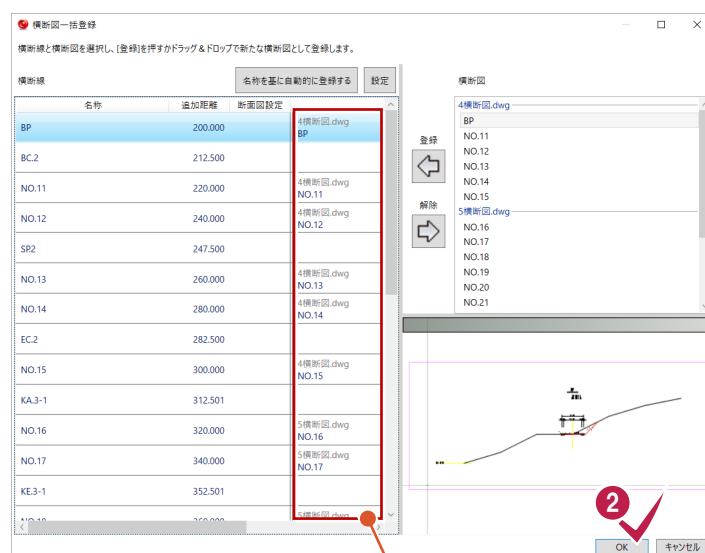 横断図一括登録
横断線と横断図を選択し、[登録]を押すかドラッグ&ドロップで新たな横断図として登録します。
横断線
名称を基に自動的に登録する
設定
名称 追加距離 断面図設定
BP 200.000 4横断図.dwg
BP
BC.2 212.500
NO.11 220.000 4横断図.dwg
NO.11
NO.12 240.000 4横断図.dwg
NO.12
SP.2 247.500
NO.13 260.000 4横断図.dwg
NO.13
NO.14 280.000 4横断図.dwg
NO.14
EC.2 282.500
NO.15 300.000 4横断図.dwg
NO.15
KA.3-1 312.501
NO.16 320.000 5横断図.dwg
NO.16
NO.17 340.000 5横断図.dwg
NO.17
KE.3-1 352.501
NO.18 360.000 5横断図.dwg
登録
解除
横断図
4横断図.dwg
BP
NO.11
NO.12
NO.13
NO.14
NO.15
5横断図.dwg
NO.16
NO.17
NO.18
NO.19
NO.20
NO.21
2
OK
キャンセル